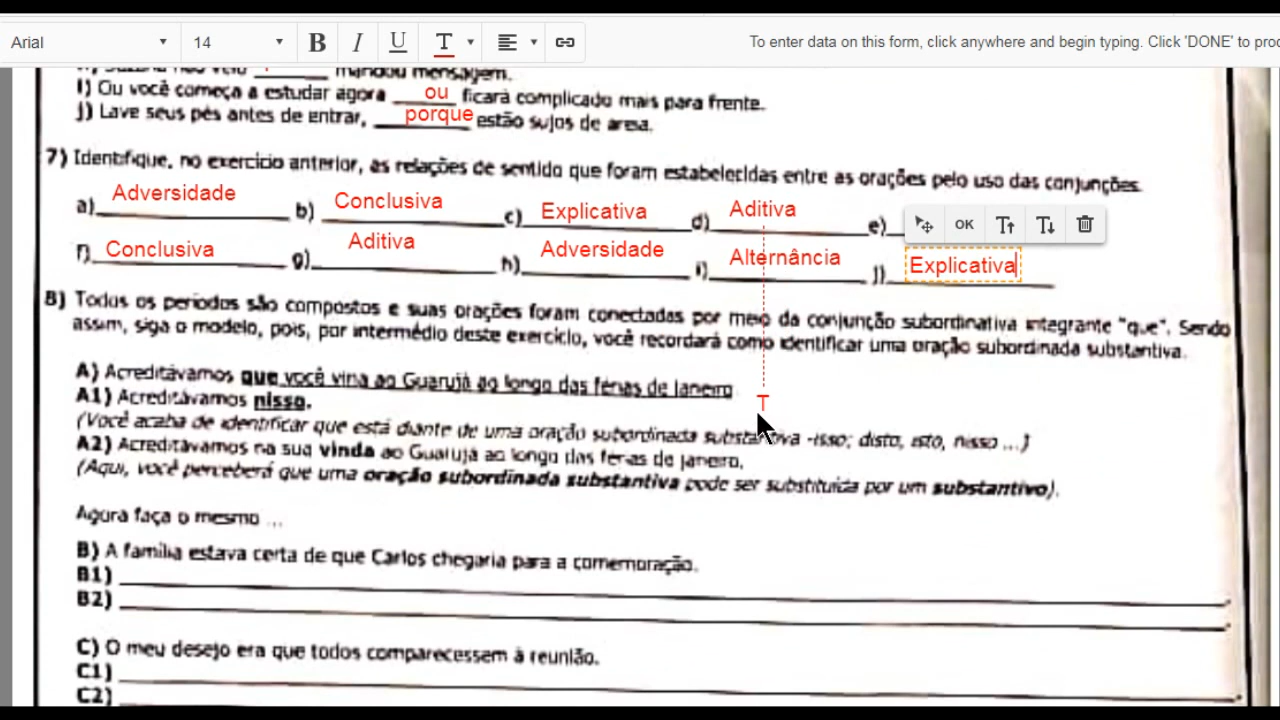 Arial 14 B I U T To enter data on this form, click anywhere and begin typing. Click 'DONE' to proc
mandou mensagem.
I) Ou você começa a estudar agora ou ficará complicado mais para frente.
J) Lave seus pés antes de entrar, porque estão sujos de areia.
7) Identifique, no exercício anterior, as relações de sentido que foram estabelecidas entre as orações pelo uso das conjunções.
a) Adversidade b) Conclusiva c) Explicativa d) Aditiva e)
OK
f) Conclusiva g) Aditiva h) Adversidade i) Alternância j) Explicativa
8) Todos os períodos são compostos e suas orações foram conectadas por meio da conjunção subordinativa integrante "que". Sendo
assim, siga o modelo, pois, por intermédio deste exercício, você recordará como identificar uma oração subordinada substantiva.
A) Acreditávamos que você viria ao Guarujá ao longo das férias de janeiro
A1) Acreditávamos nisso.
(Você acaba de identificar que está diante de uma oração subordinada substantiva -isso; disto, isto, nisso ...)
A2) Acreditávamos na sua vinda ao Guarujá ao longo das férias de janeiro.
(Aqui, você perceberá que uma oração subordinada substantiva pode ser substituída por um substantivo).
Agora faça o mesmo ...
B) A família estava certa de que Carlos chegaria para a comemoração.
B1)
B2)
C) O meu desejo era que todos comparecessem à reunião.
C1)
C2)